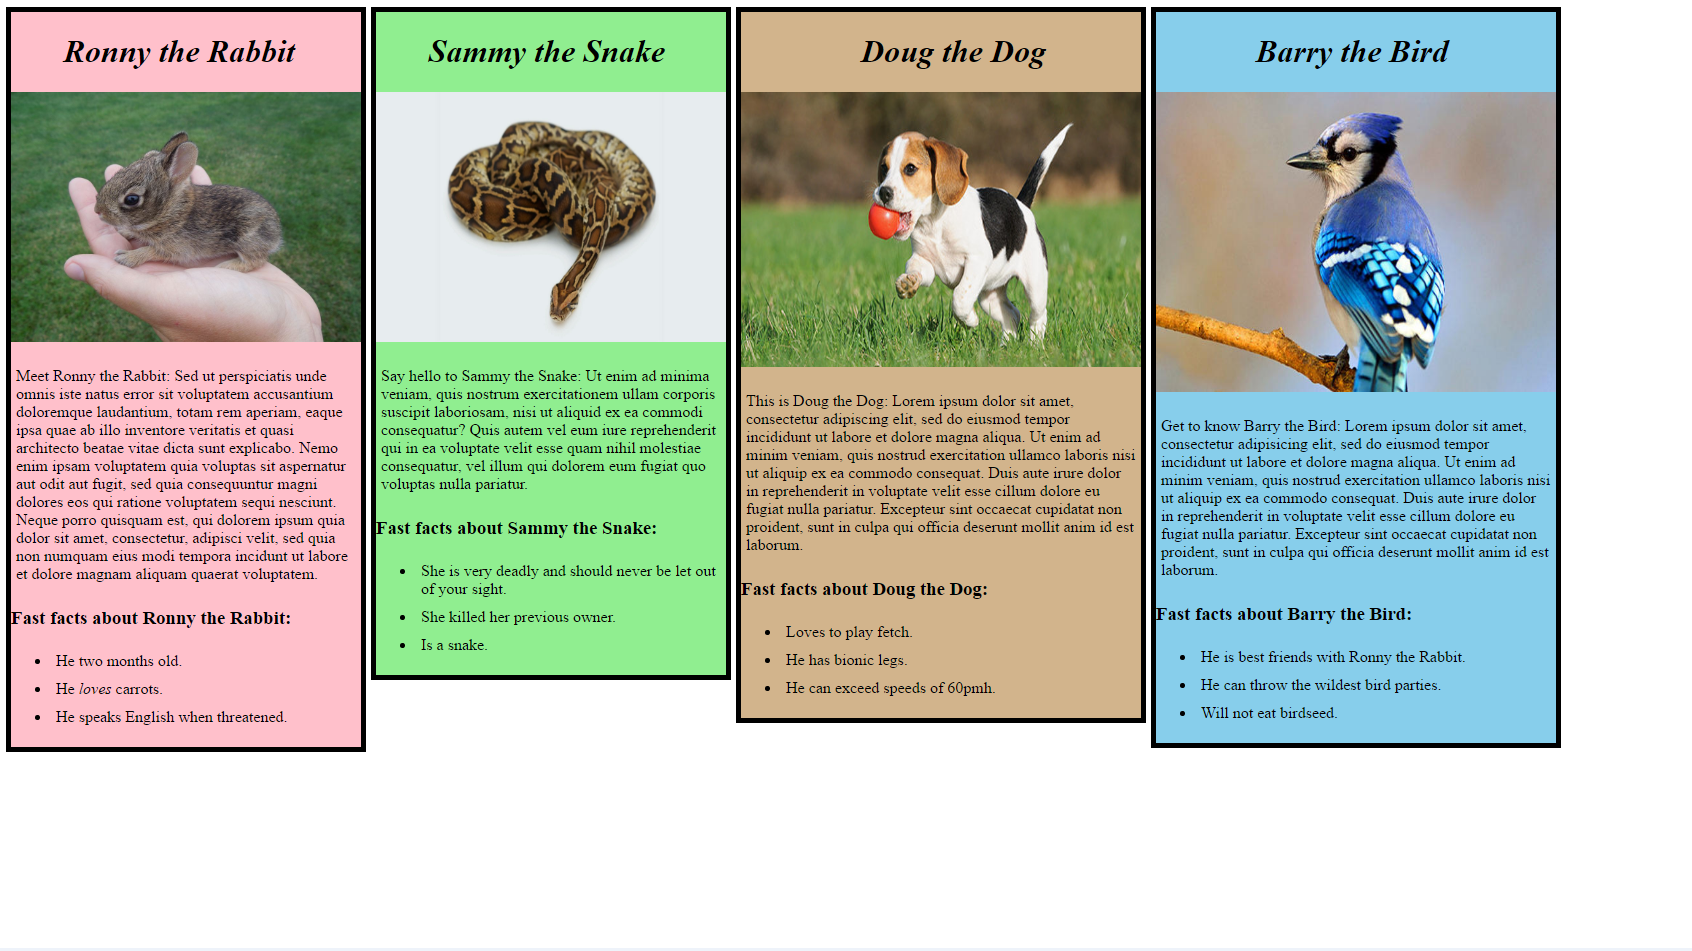 Ronny the Rabbit
Meet Ronny the Rabbit: Sed ut perspiciatis unde
omnis iste natus error sit voluptatem accusantium
doloremque laudantium, totam rem aperiam, eaque
ipsa quae ab illo inventore veritatis et quasi
architecto beatae vitae dicta sunt explicabo. Nemo
enim ipsam voluptatem quia voluptas sit aspernatur
aut odit aut fugit, sed quia consequuntur magni
dolores eos qui ratione voluptatem sequi nesciunt.
Neque porro quisquam est, qui dolorem ipsum quia
dolor sit amet, consectetur, adipisci velit, sed quia
non numquam eius modi tempora incidunt ut labore
et dolore magnam aliquam quaerat voluptatem.
Fast facts about Ronny the Rabbit:
• He two months old.
• He loves carrots.
• He speaks English when threatened.
Sammy the Snake
Say hello to Sammy the Snake: Ut enim ad minima
veniam, quis nostrum exercitationem ullam corporis
suscipit laboriosam, nisi ut aliquid ex ea commodi
consequatur? Quis autem vel eum iure reprehenderit
qui in ea voluptate velit esse quam nihil molestiae
consequatur, vel illum qui dolorem eum fugiat quo
voluptas nulla pariatur.
Fast facts about Sammy the Snake:
• She is very deadly and should never be let out
of your sight.
• She killed her previous owner.
• Is a snake.
Doug the Dog
This is Doug the Dog: Lorem ipsum dolor sit amet,
consectetur adipiscing elit, sed do eiusmod tempor
incididunt ut labore et dolore magna aliqua. Ut enim ad
minim veniam, quis nostrud exercitation ullamco laboris nisi
ut aliquip ex ea commodo consequat. Duis aute irure dolor
in reprehenderit in voluptate velit esse cillum dolore eu
fugiat nulla pariatur. Excepteur sint occaecat cupidatat non
proident, sunt in culpa qui officia deserunt mollit anim id est
laborum.
Fast facts about Doug the Dog:
• Loves to play fetch.
• He has bionic legs.
• He can exceed speeds of 60pmh.
Barry the Bird
Get to know Barry the Bird: Lorem ipsum dolor sit amet,
consectetur adipisicing elit, sed do eiusmod tempor
incididunt ut labore et dolore magna aliqua. Ut enim ad
minim veniam, quis nostrud exercitation ullamco laboris nisi
ut aliquip ex ea commodo consequat. Duis aute irure dolor
in reprehenderit in voluptate velit esse cillum dolore eu
fugiat nulla pariatur. Excepteur sint occaecat cupidatat non
proident, sunt in culpa qui officia deserunt mollit anim id est
laborum.
Fast facts about Barry the Bird:
• He is best friends with Ronny the Rabbit.
• He can throw the wildest bird parties.
• Will not eat birdseed.